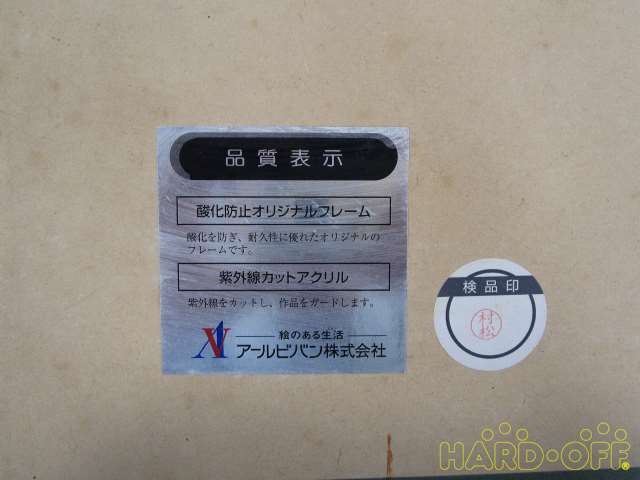 品質表示
酸化防止オリジナルフレーム
酸化を防ぎ、耐久性に優れたオリジナルの
フレームです。
紫外線カットアクリル
紫外線をカットし、作品をガードします。
絵のある生活
アールビバン株式会社
検品印
村松
HARD・OFF